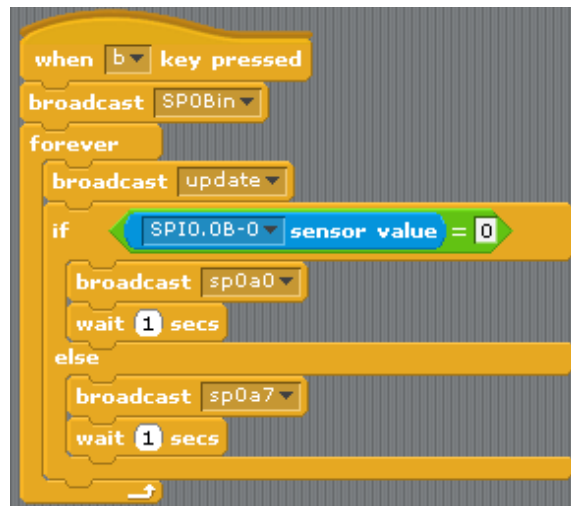 when b key pressed
broadcast SP0Bin
forever
broadcast update
if SPI0.0B-0 sensor value = 0
broadcast sp0a0
wait 1 secs
else
broadcast sp0a7
wait 1 secs